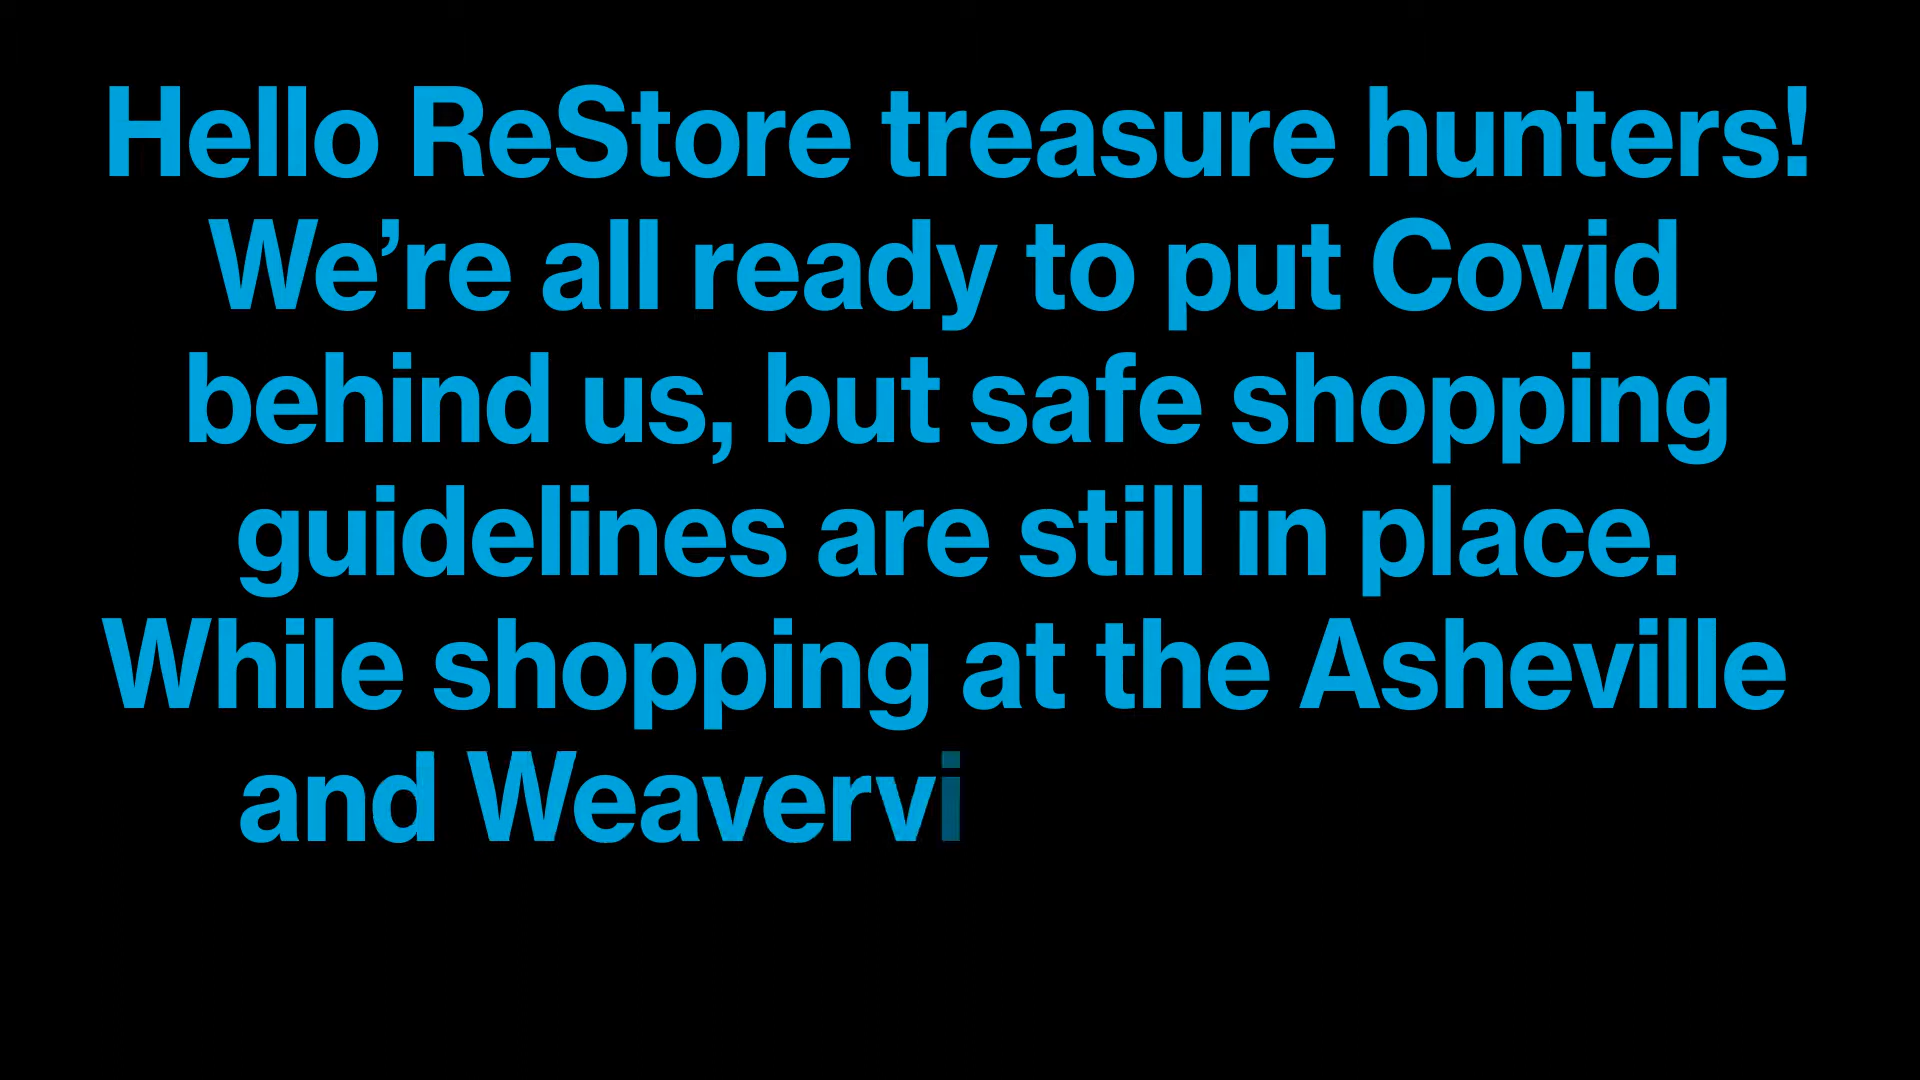 Hello ReStore treasure hunters!
We’re all ready to put Covid
behind us, but safe shopping
guidelines are still in place.
While shopping at the Asheville
and Weavervi